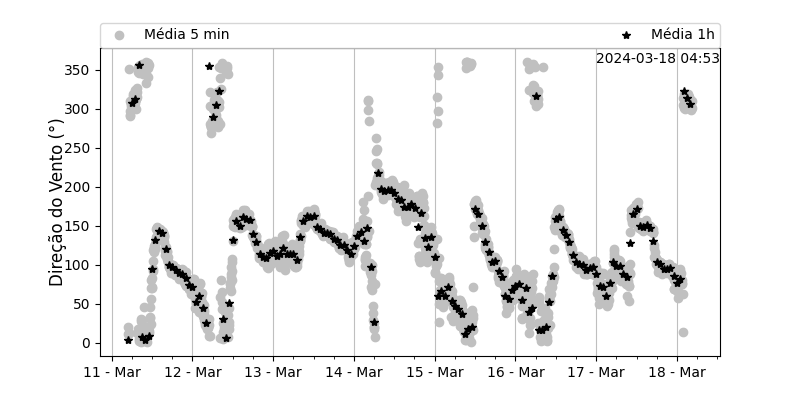 Média 5 min
Média 1h
2024-03-18 04:53
Direção do Vento (°)
350
300
250
200
150
100
50
0
11 - Mar
12 - Mar
13 - Mar
14 - Mar
15 - Mar
16 - Mar
17 - Mar
18 - Mar